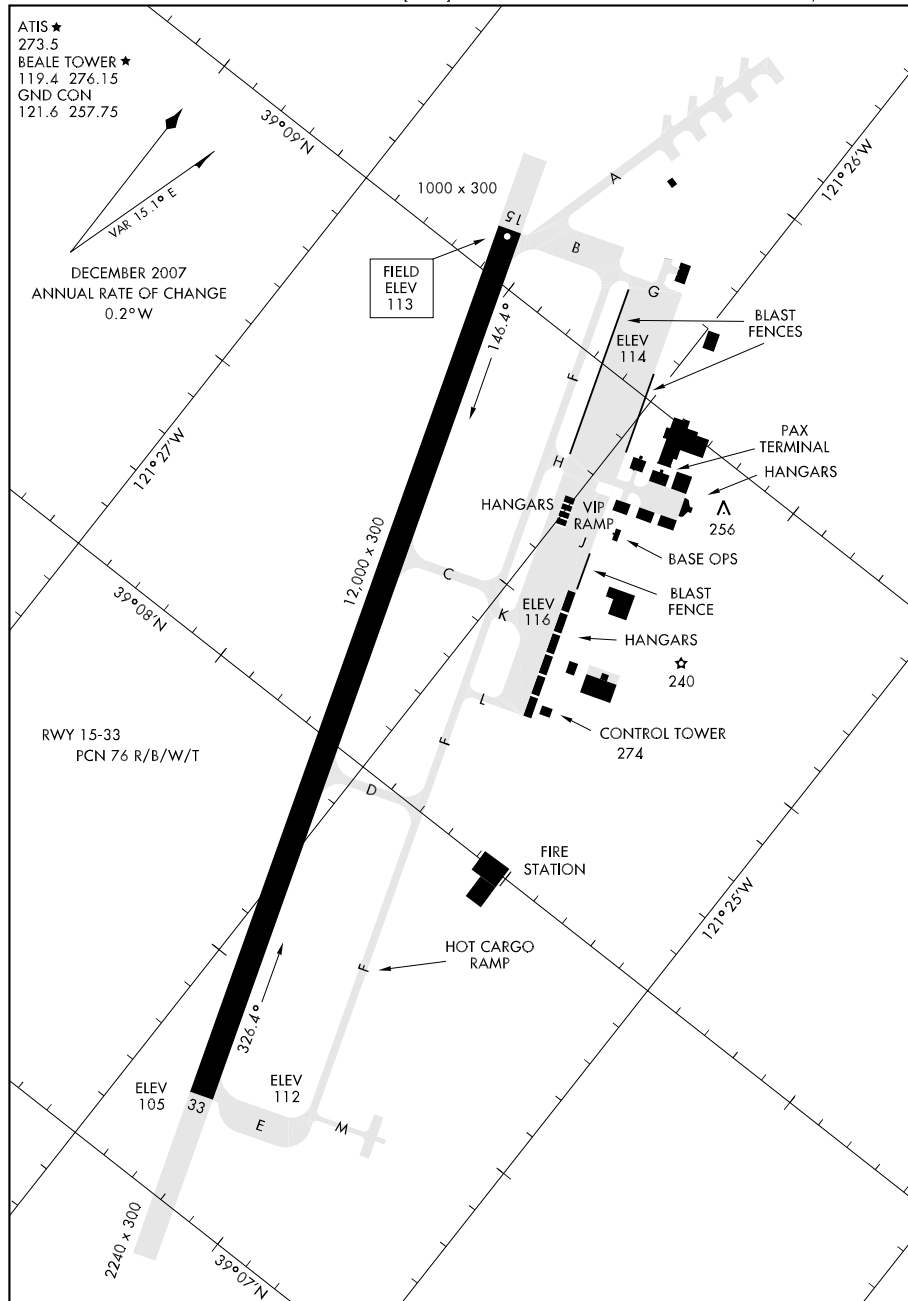 ATIS ★
273.5
BEALE TOWER ★
119.4 276.15
GND CON
121.6 257.75
VAR 15.1° E
DECEMBER 2007
ANNUAL RATE OF CHANGE
0.2° W
39°09'N
121°26'W
1000 x 300
15
A
B
G
FIELD
ELEV
113
146.4°
BLAST
FENCES
ELEV
114
F
121°27'W
PAX
TERMINAL
HANGARS
H
HANGARS
VIP
RAMP
256
J
BASE OPS
12,000 x 300
C
BLAST
FENCE
39°08'N
K
ELEV
116
HANGARS
240
L
CONTROL TOWER
274
RWY 15-33
PCN 76 R/B/W/T
F
D
FIRE
STATION
121°25'W
HOT CARGO
RAMP
F
326.4°
ELEV
105
33
ELEV
112
E
M
2240 x 300
39°07'N